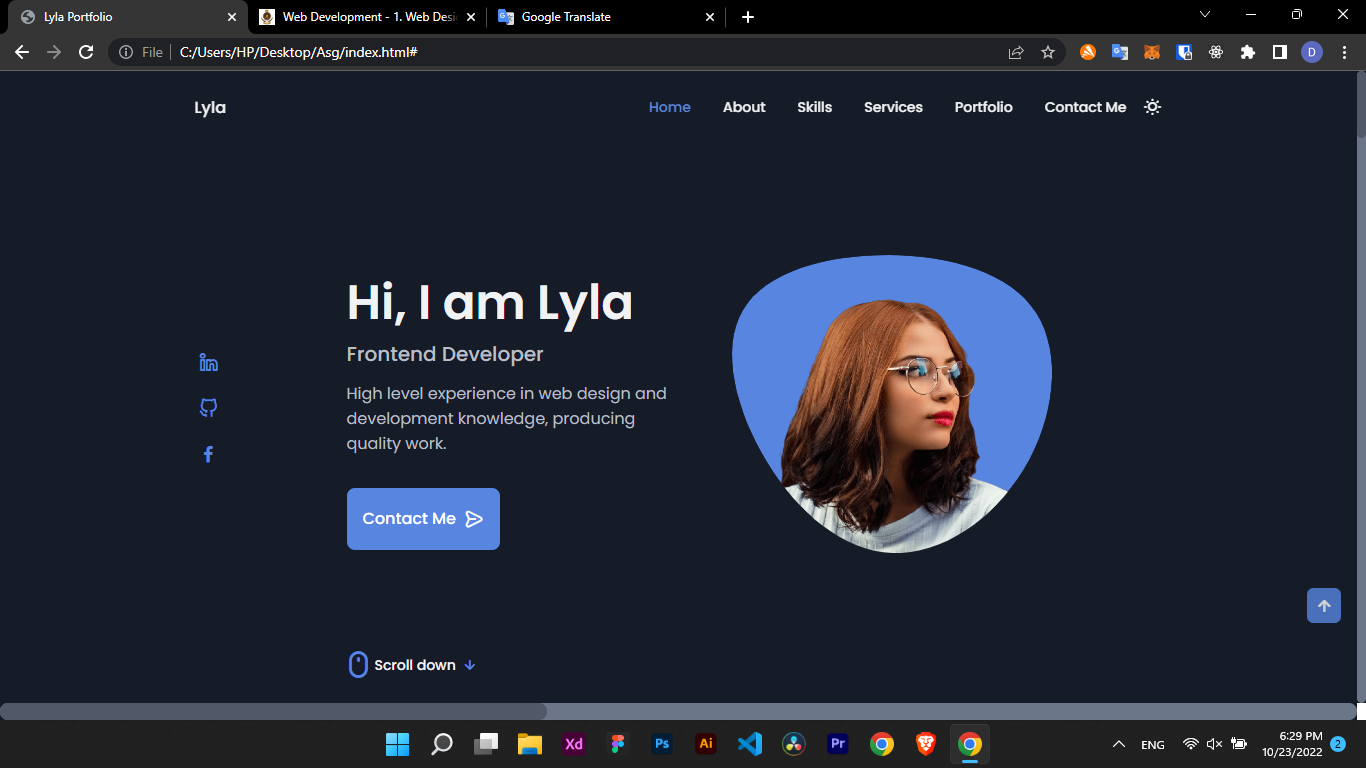 Lyla Portfolio
Web Development - 1. Web Desi
Google Translate
File
C:/Users/HP/Desktop/Asg/index.html#
D
Lyla
Home
About
Skills
Services
Portfolio
Contact Me
Hi, I am Lyla
Frontend Developer
High level experience in web design and
development knowledge, producing
quality work.
Contact Me
Scroll down
Xd
Ps
Ai
Pr
ENG
6:29 PM
10/23/2022
2